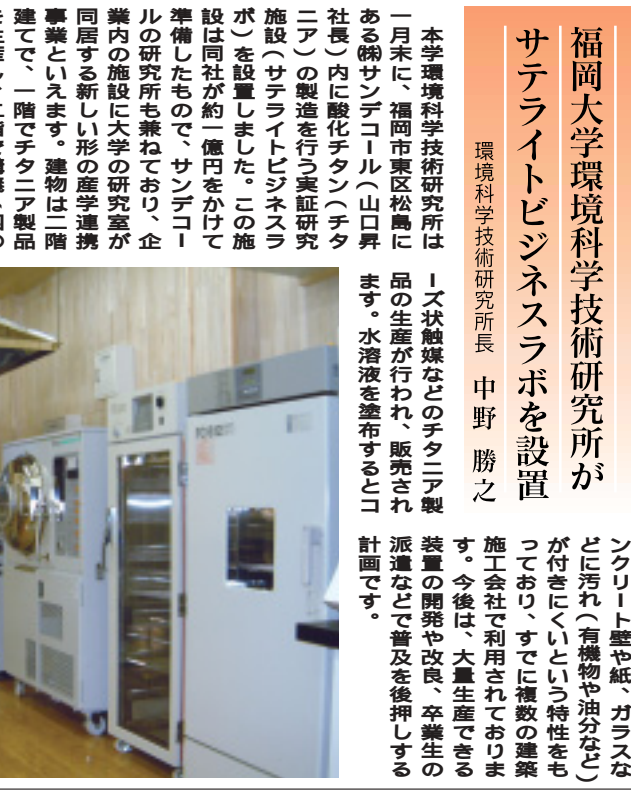 福岡大学環境科学技術研究所が
サテライトビジネスラボを設置
環境科学技術研究所長 中野 勝之
本学環境科学技術研究所は
一月末に、福岡市東区松島に
ある㈱サンデコール(山口昇
社長)内に酸化チタン(チタ
ニア)の製造を行う実証研究
施設(サテライトビジネスラ
ボ)を設置しました。この施
設は同社が約一億円をかけて
準備したもので、サンデコー
ルの研究所も兼ねており、企
業内の施設に大学の研究室が
同居する新しい形の産学連携
事業といえます。建物は二階
建てで、一階でチタニア製品
ーズ状触媒などのチタニア製
品の生産が行われ、販売され
ます。水溶液を塗布するとコ
ンクリート壁や紙、ガラスな
どに汚れ(有機物や油分など)
が付きにくいという特性をも
っており、すでに複数の建築
施工会社で利用されておりま
す。今後は、大量生産できる
装置の開発や改良、卒業生の
派遣などで普及を後押しする
計画です。